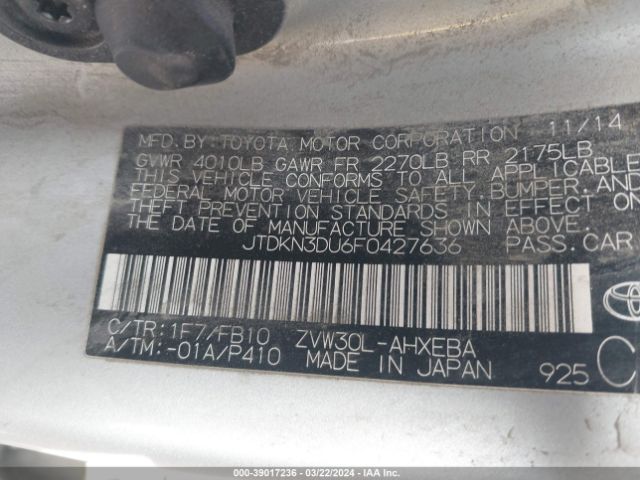 MFD. BY: TOYOTA MOTOR CORPORATION 11/14
GVWR 4010LB GAWR FR 2270LB RR 2175LB
THIS VEHICLE CONFORMS TO ALL APPLICABLE
FEDERAL MOTOR VEHICLE SAFETY, BUMPER, AND
THEFT PREVENTION STANDARDS IN EFFECT ON
THE DATE OF MANUFACTURE SHOWN ABOVE.
JTDKN3DU6F0427636 PASS. CAR
C/TR: 1F7/FB10 ZVW30L-AHXEBA
A/TM: -01A/P410 MADE IN JAPAN 925 C
000-39017236 | 03/22/2024 | IAAI.COM